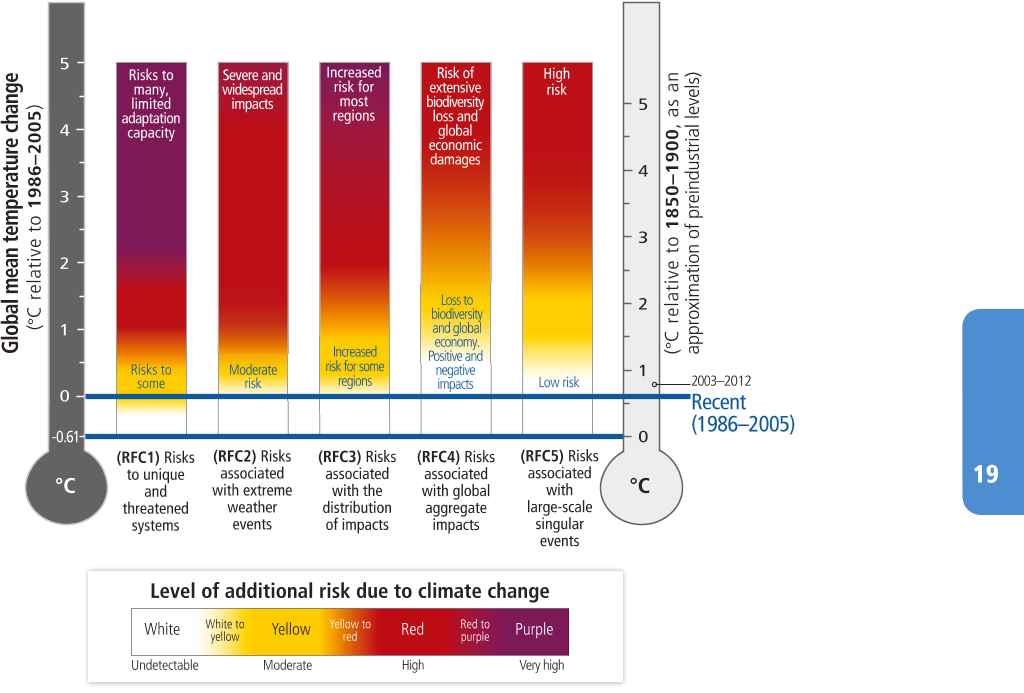 Global mean temperature change
(°C relative to 1986–2005)
5
4
3
2
1
0
-0.61
°C
Risks to
many,
limited
adaptation
capacity
Risks to
some
Severe and
widespread
impacts
Moderate
risk
Increased
risk for
most
regions
Increased
risk for some
regions
Risk of
extensive
biodiversity
loss and
global
economic
damages
Loss to
biodiversity
and global
economy.
Positive and
negative
impacts
High
risk
Low risk
5
4
3
2
1
0
°C
(°C relative to 1850–1900, as an
approximation of preindustrial levels)
2003–2012
Recent
(1986–2005)
(RFC1) Risks
to unique
and
threatened
systems
(RFC2) Risks
associated
with extreme
weather
events
(RFC3) Risks
associated
with the
distribution
of impacts
(RFC4) Risks
associated
with global
aggregate
impacts
(RFC5) Risks
associated
with
large-scale
singular
events
19
Level of additional risk due to climate change
White
White to
yellow
Yellow
Yellow to
red
Red
Red to
purple
Purple
Undetectable
Moderate
High
Very high